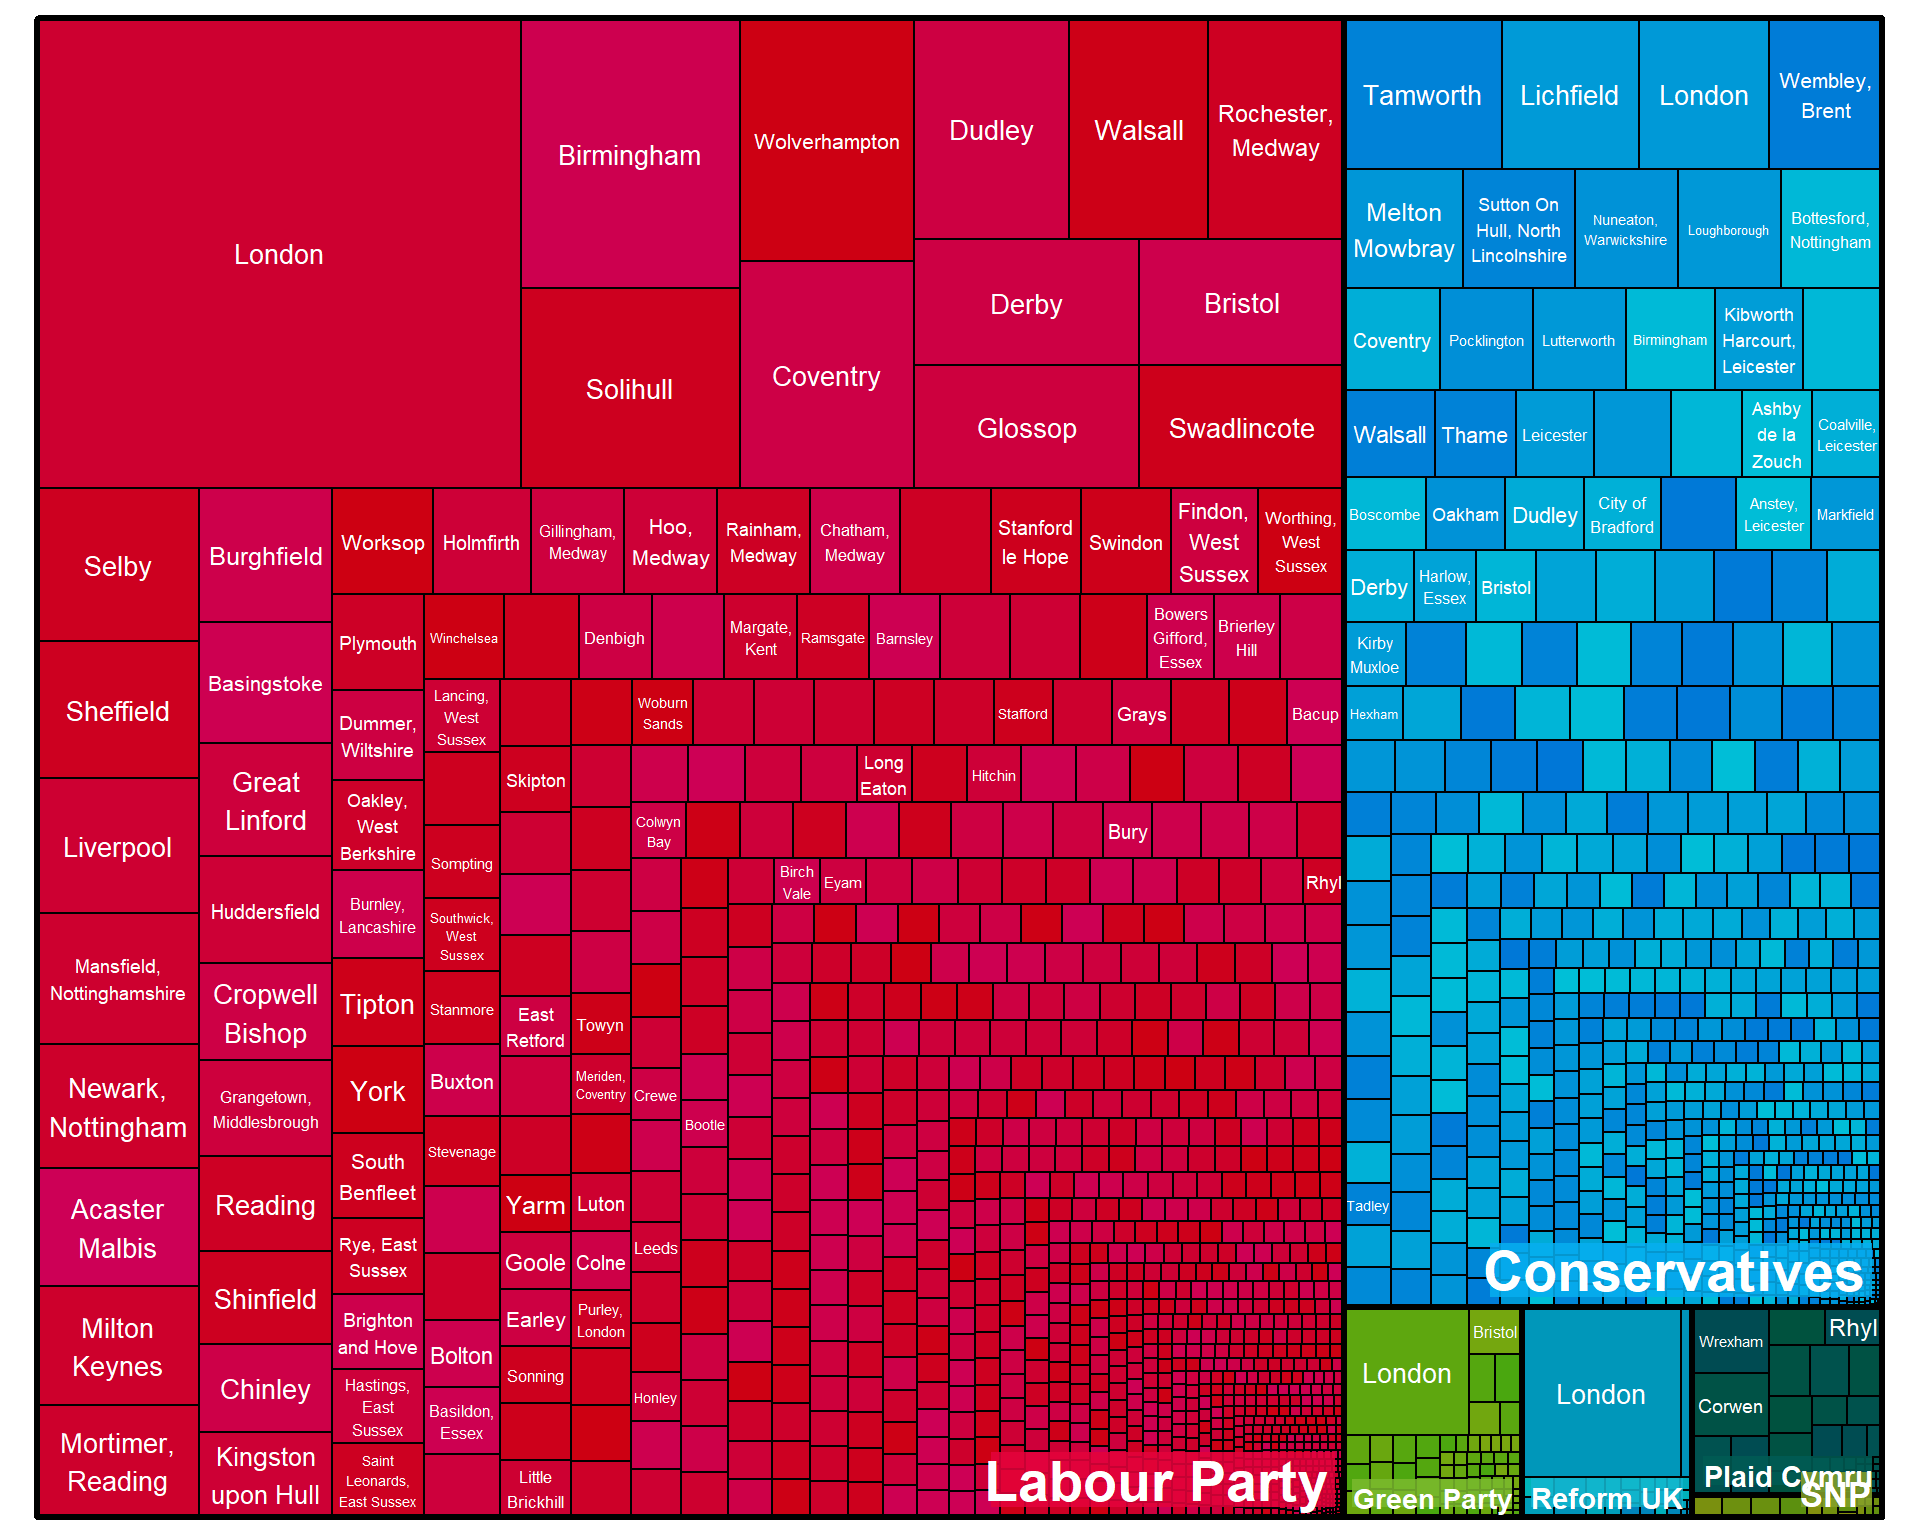 London
Birmingham
Solihull
Wolverhampton
Coventry
Dudley
Walsall
Rochester,
Medway
Derby
Bristol
Glossop
Swadlincote
Selby
Sheffield
Liverpool
Mansfield,
Nottinghamshire
Newark,
Nottingham
Acaster
Malbis
Milton
Keynes
Mortimer,
Reading
Burghfield
Basingstoke
Great
Linford
Huddersfield
Cropwell
Bishop
Grangetown,
Middlesbrough
Reading
Shinfield
Chinley
Kingston
upon Hull
Worksop
Holmfirth
Gillingham,
Medway
Hoo,
Medway
Rainham,
Medway
Chatham,
Medway
Stanford
le Hope
Swindon
Findon,
West
Sussex
Worthing,
West
Sussex
Plymouth
Dummer,
Wiltshire
Oakley,
West
Berkshire
Burnley,
Lancashire
Tipton
York
South
Benfleet
Rye, East
Sussex
Brighton
and Hove
Hastings,
East
Sussex
Saint
Leonards,
East Sussex
Winchelsea
Denbigh
Margate,
Kent
Ramsgate
Barnsley
Bowers
Gifford,
Essex
Brierley
Hill
Lancing,
West
Sussex
Sompting
Southwick,
West
Sussex
Stanmore
Buxton
Stevenage
Bolton
Basildon,
Essex
Skipton
East
Retford
Yarm
Goole
Earley
Sonning
Little
Brickhill
Towyn
Meriden,
Coventry
Luton
Colne
Purley,
London
Woburn
Sands
Stafford
Grays
Bacup
Long
Eaton
Hitchin
Colwyn
Bay
Bury
Birch
Vale
Eyam
Rhyl
Crewe
Leeds
Honley
Bootle
Labour Party
Tamworth
Lichfield
London
Wembley,
Brent
Melton
Mowbray
Sutton On
Hull, North
Lincolnshire
Nuneaton,
Warwickshire
Loughborough
Bottesford,
Nottingham
Coventry
Pocklington
Lutterworth
Birmingham
Kibworth
Harcourt,
Leicester
Walsall
Thame
Leicester
Ashby
de la
Zouch
Coalville,
Leicester
Boscombe
Oakham
Dudley
City of
Bradford
Anstey,
Leicester
Markfield
Derby
Harlow,
Essex
Bristol
Kirby
Muxloe
Hexham
Tadley
Conservatives
London
Bristol
Green Party
London
Reform UK
Wrexham
Rhyl
Corwen
Plaid Cymru
SNP